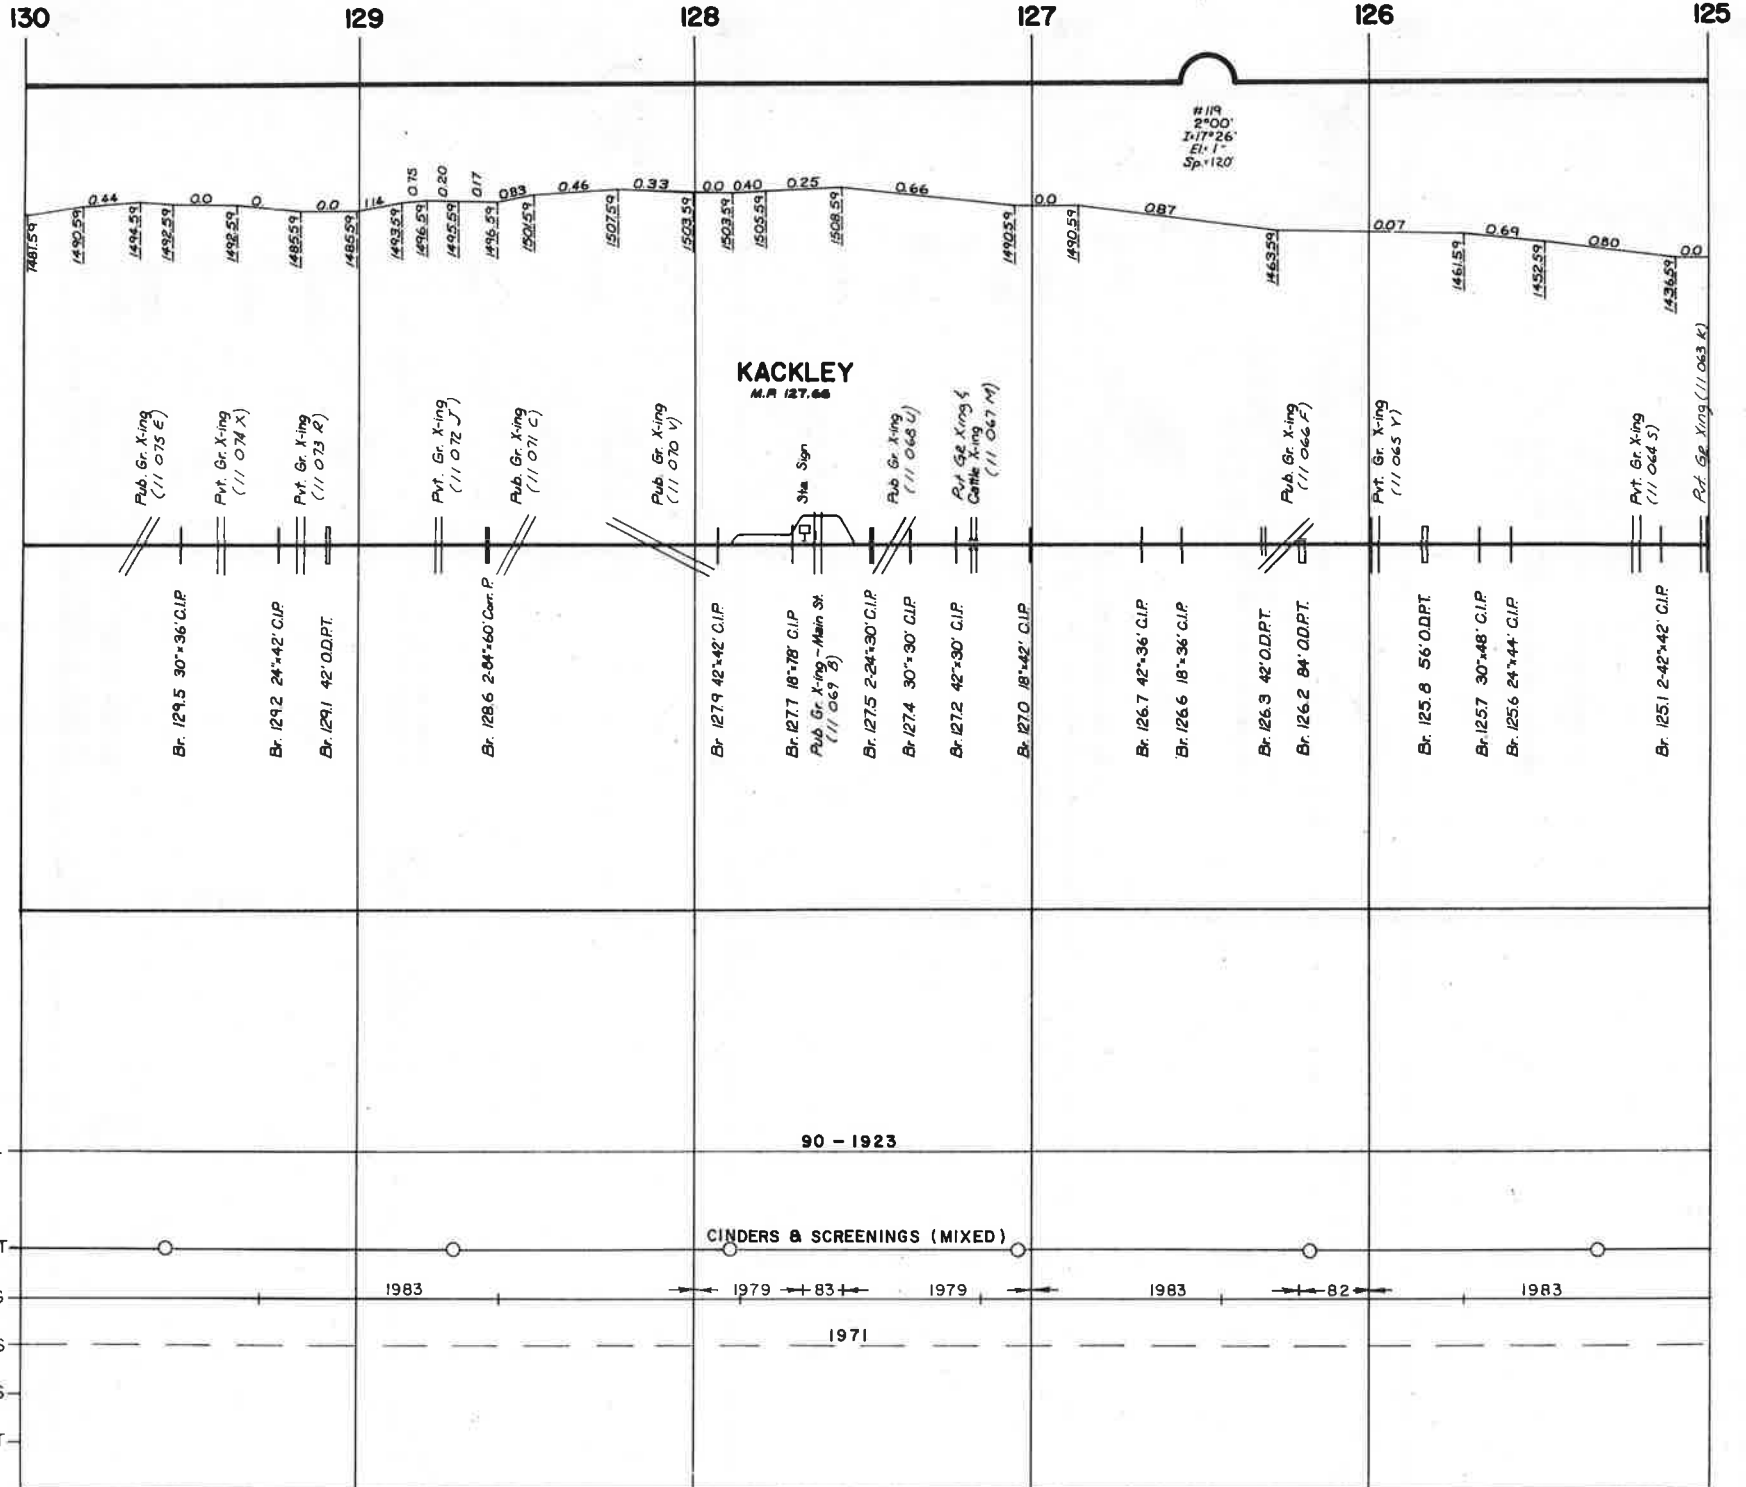 130 129 128 127 126 125
#119
2°00'
I=17°26'
El. 1"
Sp.=120'
0.44 0.0 0 0.0 1.14 0.75 0.20 0.17 0.83 0.46 0.33 0.0 0.40 0.25 0.66 0.0 0.87 0.07 0.69 0.80 0.0
1481.59 1490.59 1494.59 1492.59 1492.59 1485.59 1485.59 1493.59 1496.59 1495.59 1496.59 1501.59 1507.59 1503.59 1503.59 1505.59 1508.59 1490.59 1490.59 1463.59 1461.59 1452.59 1436.59
KACKLEY
M.P. 127.66
Pub. Gr. X-ing
(11 075 E)
Pvt. Gr. X-ing
(11 074 X)
Pvt. Gr. X-ing
(11 073 R)
Pvt. Gr. X-ing
(11 072 J)
Pub. Gr. X-ing
(11 071 C)
Pub. Gr. X-ing
(11 070 V)
Sta. Sign
Pub Gr. X-ing
(11 068 U)
Pvt GR Xing &
Cattle X-ing
(11 067 M)
Pub. Gr. X-ing
(11 066 F)
Pvt. Gr. X-ing
(11 065 Y)
Pvt. Gr. X-ing
(11 064 S)
Pvt. GR Xing (11 063 K)
Br. 129.5 30"x36' C.I.P.
Br. 129.2 24"x42' C.I.P.
Br. 129.1 42' O.D.P.T.
Br. 128.6 2-84"x60' Corr. P.
Br 127.9 42"x42' C.I.P.
Br. 127.7 18"x78' C.I.P
Pub. Gr. X-ing - Main St.
(11 069 B)
Br. 127.5 2-24"x30' C.I.P.
Br 127.4 30"x30' C.I.P.
Br. 127.2 42"x30' C.I.P.
Br. 127.0 18"x42' C.I.P.
Br. 126.7 42"x36' C.I.P.
Br. 126.6 18"x36' C.I.P.
Br. 126.3 42' O.D.P.T.
Br. 126.2 84' O.D.P.T.
Br. 125.8 56' O.D.P.T.
Br. 125.7 30"x48' C.I.P.
Br. 125.6 24"x44' C.I.P.
Br. 125.1 2-42"x42' C.I.P.
90 - 1923
T
CINDERS & SCREENINGS (MIXED)
S
1983 1979 83 1979 1983 82 1983
S
1971
S
T